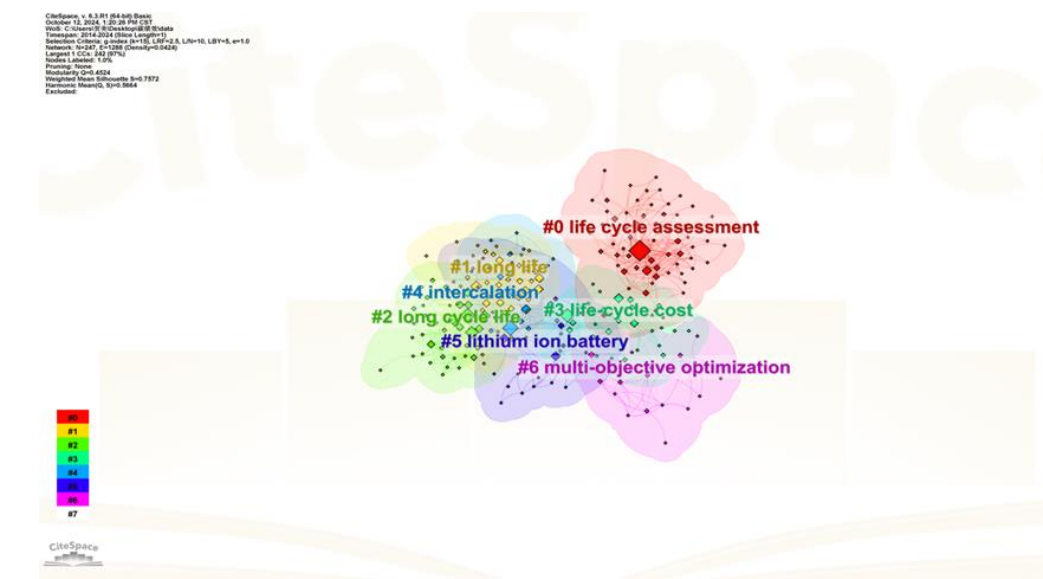 CiteSpace, v. 6.3.R1 (64-bit) Basic
October 12, 2024, 1:20:26 PM CST
WoS: C:\Users\\Desktop\\data
Timespan: 2014-2024 (Slice Length=1)
Selection Criteria: g-index (k=15), LRF=2.5, L/N=10, LBY=5, e=1.0
Network: N=247, E=1288 (Density=0.0424)
Largest 1 CCs: 242 (97%)
Nodes Labeled: 1.0%
Pruning: None
Modularity Q=0.4524
Weighted Mean Silhouette S=0.7572
Harmonic Mean(Q, S)=0.5664
Excluded:
CiteSpac
#0 life cycle assessment
#1 long life
#4 intercalation
#3 life-cycle cost
#2 long cycle life
#5 lithium ion battery
#6 multi-objective optimization
#0
#1
#2
#3
#4
#5
#6
#7
CiteSpace